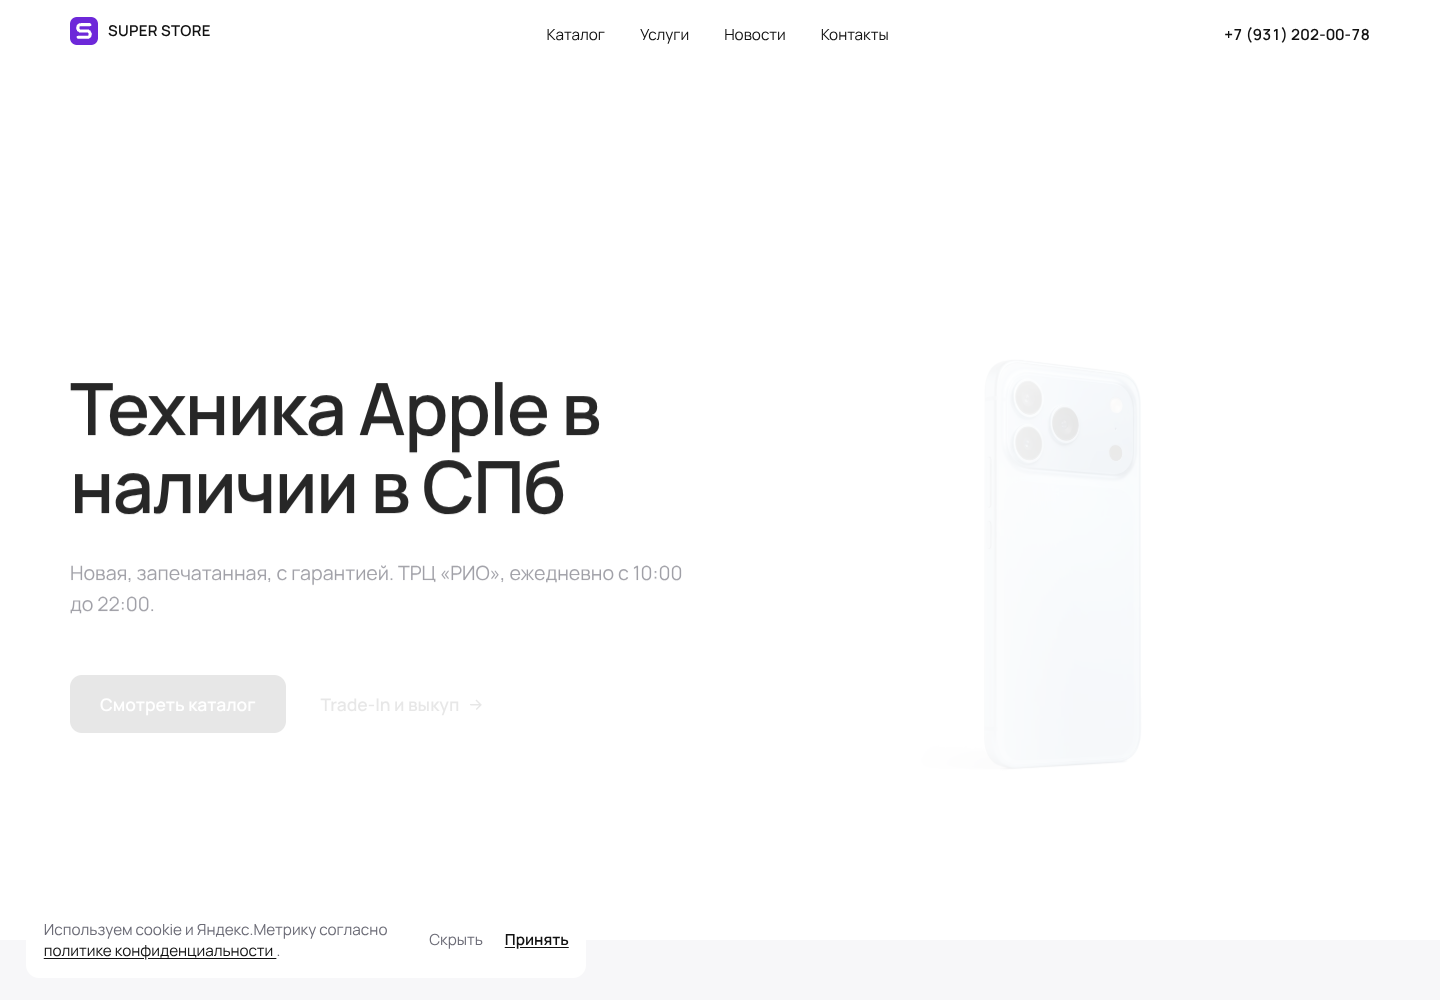 SUPER STORE
Каталог
Услуги
Новости
Контакты
+7 (931) 202-00-78
Техника Apple в
наличии в СПб
Новая, запечатанная, с гарантией. ТРЦ «РИО», ежедневно с 10:00
до 22:00.
Смотреть каталог
Trade-In и выкуп →
Используем cookie и Яндекс.Метрику согласно
политике конфиденциальности .
Скрыть
Принять